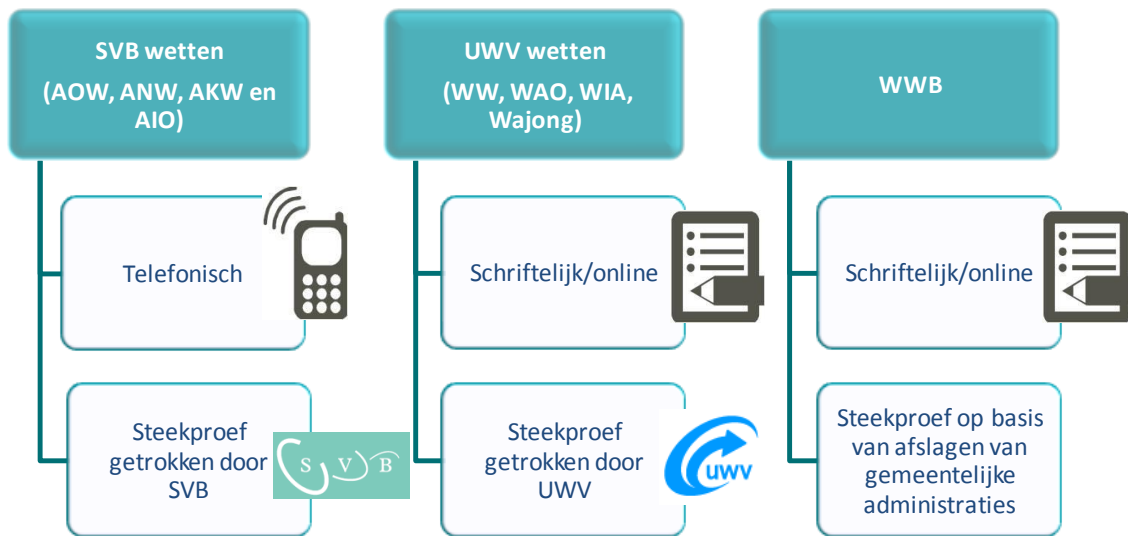 SVB wetten
(AOW, ANW, AKW en
AIO)
Telefonisch
Steekproef
getrokken door
SVB
S V B
UWV wetten
(WW, WAO, WIA,
Wajong)
Schriftelijk/online
Steekproef
getrokken door
UWV
UWV
WWB
Schriftelijk/online
Steekproef op basis
van afslagen van
gemeentelijke
administraties